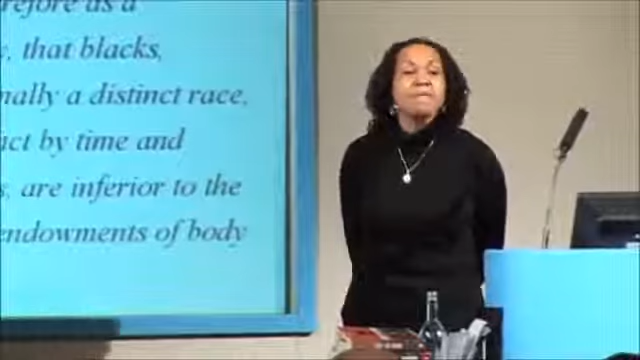 as a
that blacks,
a distinct race,
by time and
are inferior to the
endowments of body